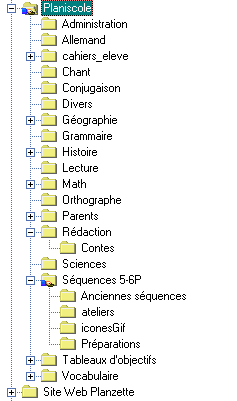 Planiscole
Administration
Allemand
cahiers_eleve
Chant
Conjugaison
Divers
Géographie
Grammaire
Histoire
Lecture
Math
Orthographe
Parents
Rédaction
Contes
Sciences
Séquences 5-6P
Anciennes séquences
ateliers
iconesGif
Préparations
Tableaux d'objectifs
Vocabulaire
Site Web Planzette